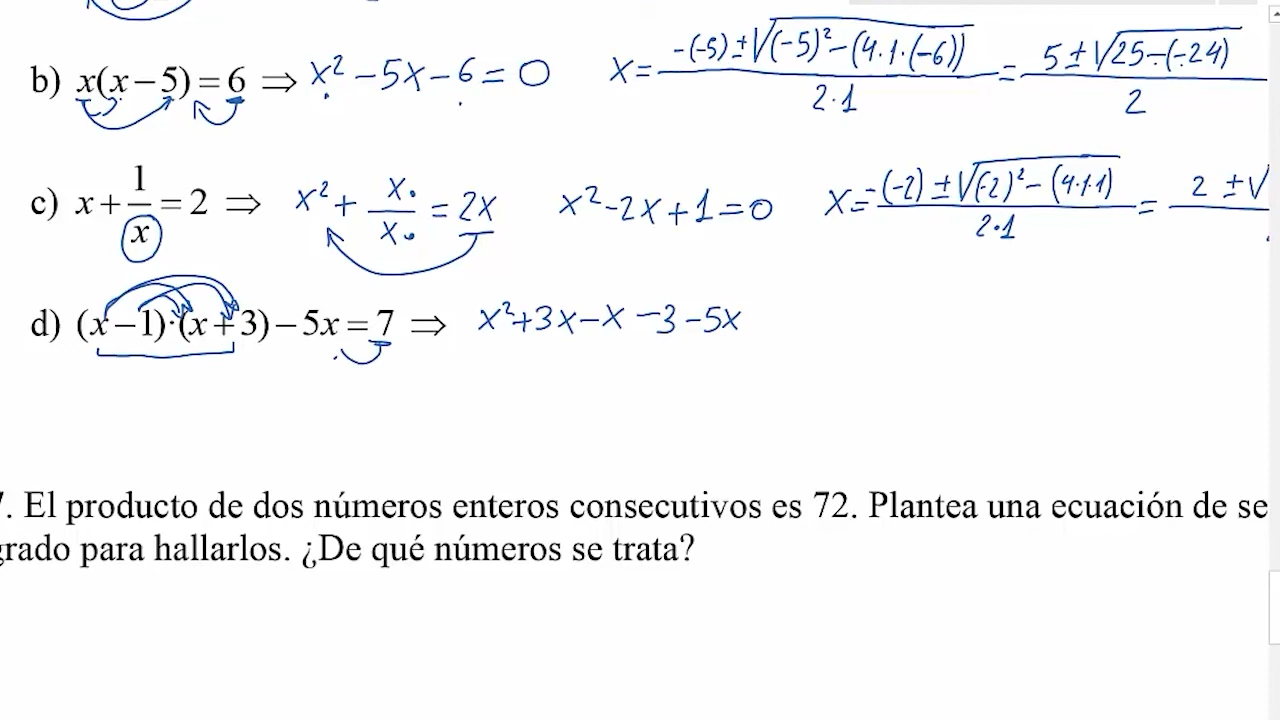 b) x(x−5)=6 ⇒ x²−5x−6=0 x=(-(-5)±√((-5)²−(4·1·(-6))))/(2·1) = (5±√(25−(-24)))/2
c) x+1/x=2 ⇒ x²+x/x=2x x²−2x+1=0 x=(-(-2)±√((-2)²−(4·1·1)))/(2·1) = 2±√
d) (x−1)·(x+3)−5x=7 ⇒ x²+3x−x−3−5x
. El producto de dos números enteros consecutivos es 72. Plantea una ecuación de se
grado para hallarlos. ¿De qué números se trata?